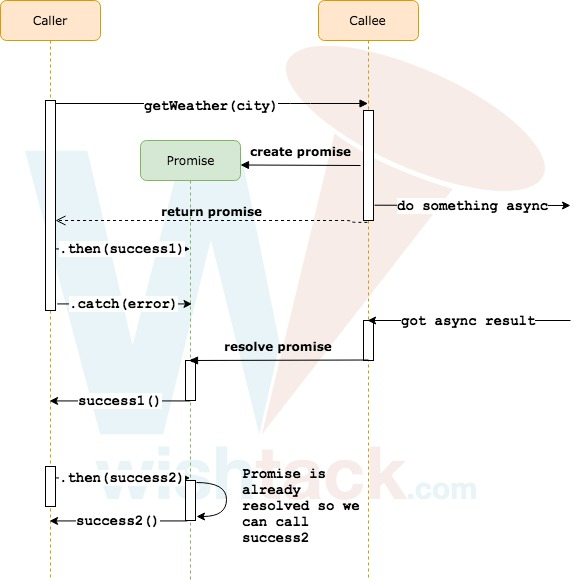 Caller
Callee
getWeather(city)
Promise
create promise
do something async
return promise
.then(success1)
.catch(error)
got async result
resolve promise
success1()
wishtack.com
.then(success2)
Promise is
already
resolved so we
can call
success2
success2()